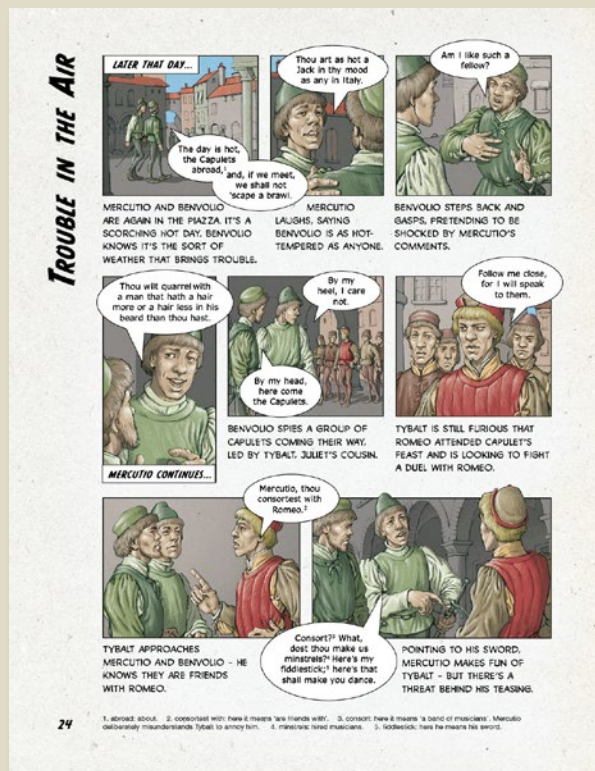 TROUBLE IN THE AIR
LATER THAT DAY...
The day is hot,
the Capulets
abroad,¹
and, if we meet,
we shall not
'scape a brawl.
MERCUTIO AND BENVOLIO
ARE AGAIN IN THE PIAZZA. IT'S A
SCORCHING HOT DAY. BENVOLIO
KNOWS IT'S THE SORT OF
WEATHER THAT BRINGS TROUBLE.
Thou art as hot a
Jack in thy mood
as any in Italy.
MERCUTIO
LAUGHS, SAYING
BENVOLIO IS AS HOT-
TEMPERED AS ANYONE.
Am I like such a
fellow?
BENVOLIO STEPS BACK AND
GASPS, PRETENDING TO BE
SHOCKED BY MERCUTIO'S
COMMENTS.
Thou wilt quarrel with
a man that hath a hair
more or a hair less in his
beard than thou hast.
MERCUTIO CONTINUES...
By my
heel, I care
not.
By my head,
here come
the Capulets.
BENVOLIO SPIES A GROUP OF
CAPULETS COMING THEIR WAY,
LED BY TYBALT, JULIET'S COUSIN.
Follow me close,
for I will speak
to them.
TYBALT IS STILL FURIOUS THAT
ROMEO ATTENDED CAPULET'S
FEAST AND IS LOOKING TO FIGHT
A DUEL WITH ROMEO.
Mercutio, thou
consortest with
Romeo.²
TYBALT APPROACHES
MERCUTIO AND BENVOLIO – HE
KNOWS THEY ARE FRIENDS
WITH ROMEO.
Consort?³ What,
dost thou make us
minstrels?⁴ Here's my
fiddlestick;⁵ here's that
shall make you dance.
POINTING TO HIS SWORD,
MERCUTIO MAKES FUN OF
TYBALT – BUT THERE'S A
THREAT BEHIND HIS TEASING.
24
1. abroad: about. 2. consortest with: here it means 'are friends with'. 3. consort: here it means 'a band of musicians'. Mercutio
deliberately misunderstands Tybalt to annoy him. 4. minstrels: hired musicians. 5. fiddlestick: here he means his sword.